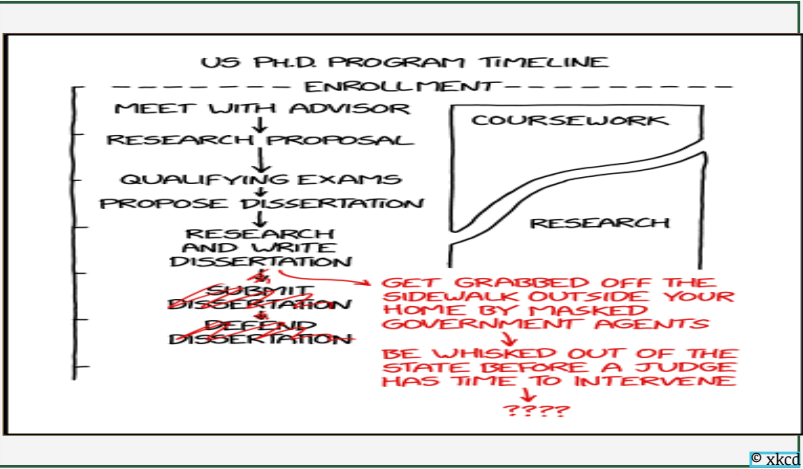 US PH.D. PROGRAM TIMELINE
ENROLLMENT
MEET WITH ADVISOR
RESEARCH PROPOSAL
QUALIFYING EXAMS
PROPOSE DISSERTATION
RESEARCH
AND WRITE
DISSERTATION
SUBMIT
DISSERTATION
DEFEND
DISSERTATION
COURSEWORK
RESEARCH
GET GRABBED OFF THE
SIDEWALK OUTSIDE YOUR
HOME BY MASKED
GOVERNMENT AGENTS
BE WHISKED OUT OF THE
STATE BEFORE A JUDGE
HAS TIME TO INTERVENE
????
© xkcd